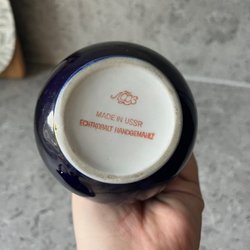 ЛФЗ
MADE IN USSR
ECHTKOBALT HANDGEMALT